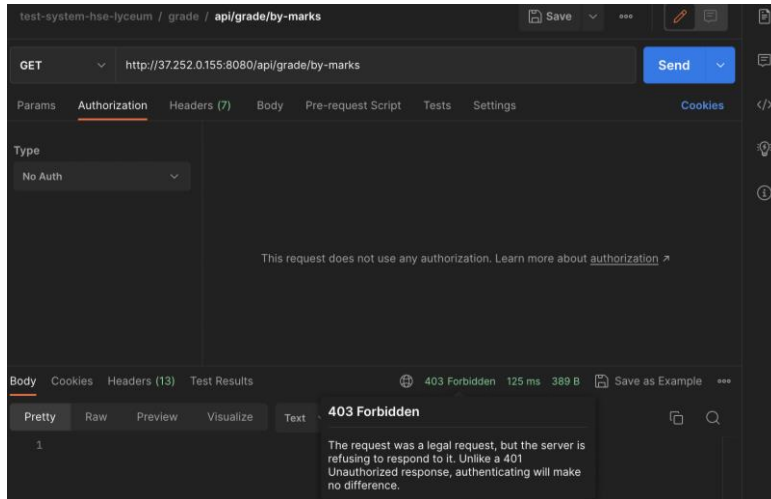 test-system-hse-lyceum / grade / api/grade/by-marks Save
GET http://37.252.0.155:8080/api/grade/by-marks Send
Params Authorization Headers (7) Body Pre-request Script Tests Settings Cookies
Type
No Auth
This request does not use any authorization. Learn more about authorization
Body Cookies Headers (13) Test Results 403 Forbidden 125 ms 389 B Save as Example
Pretty Raw Preview Visualize Text
1
403 Forbidden
The request was a legal request, but the server is
refusing to respond to it. Unlike a 401
Unauthorized response, authenticating will make
no difference.